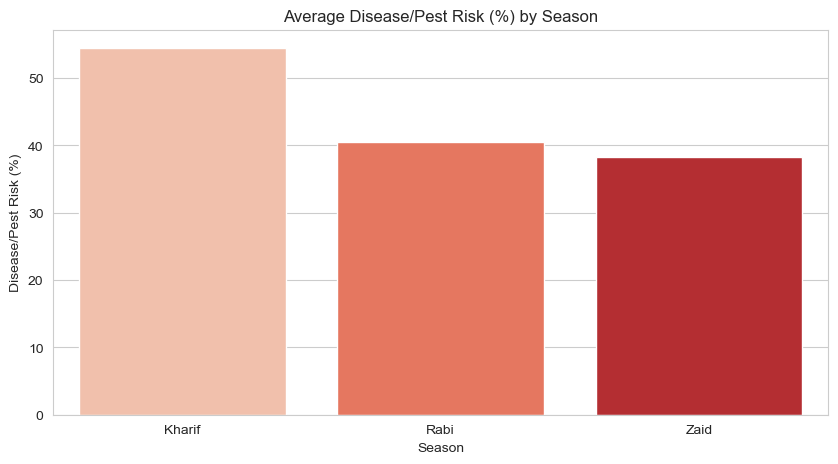 Average Disease/Pest Risk (%) by Season
Disease/Pest Risk (%)
50
40
30
20
10
0
Kharif Rabi Zaid
Season